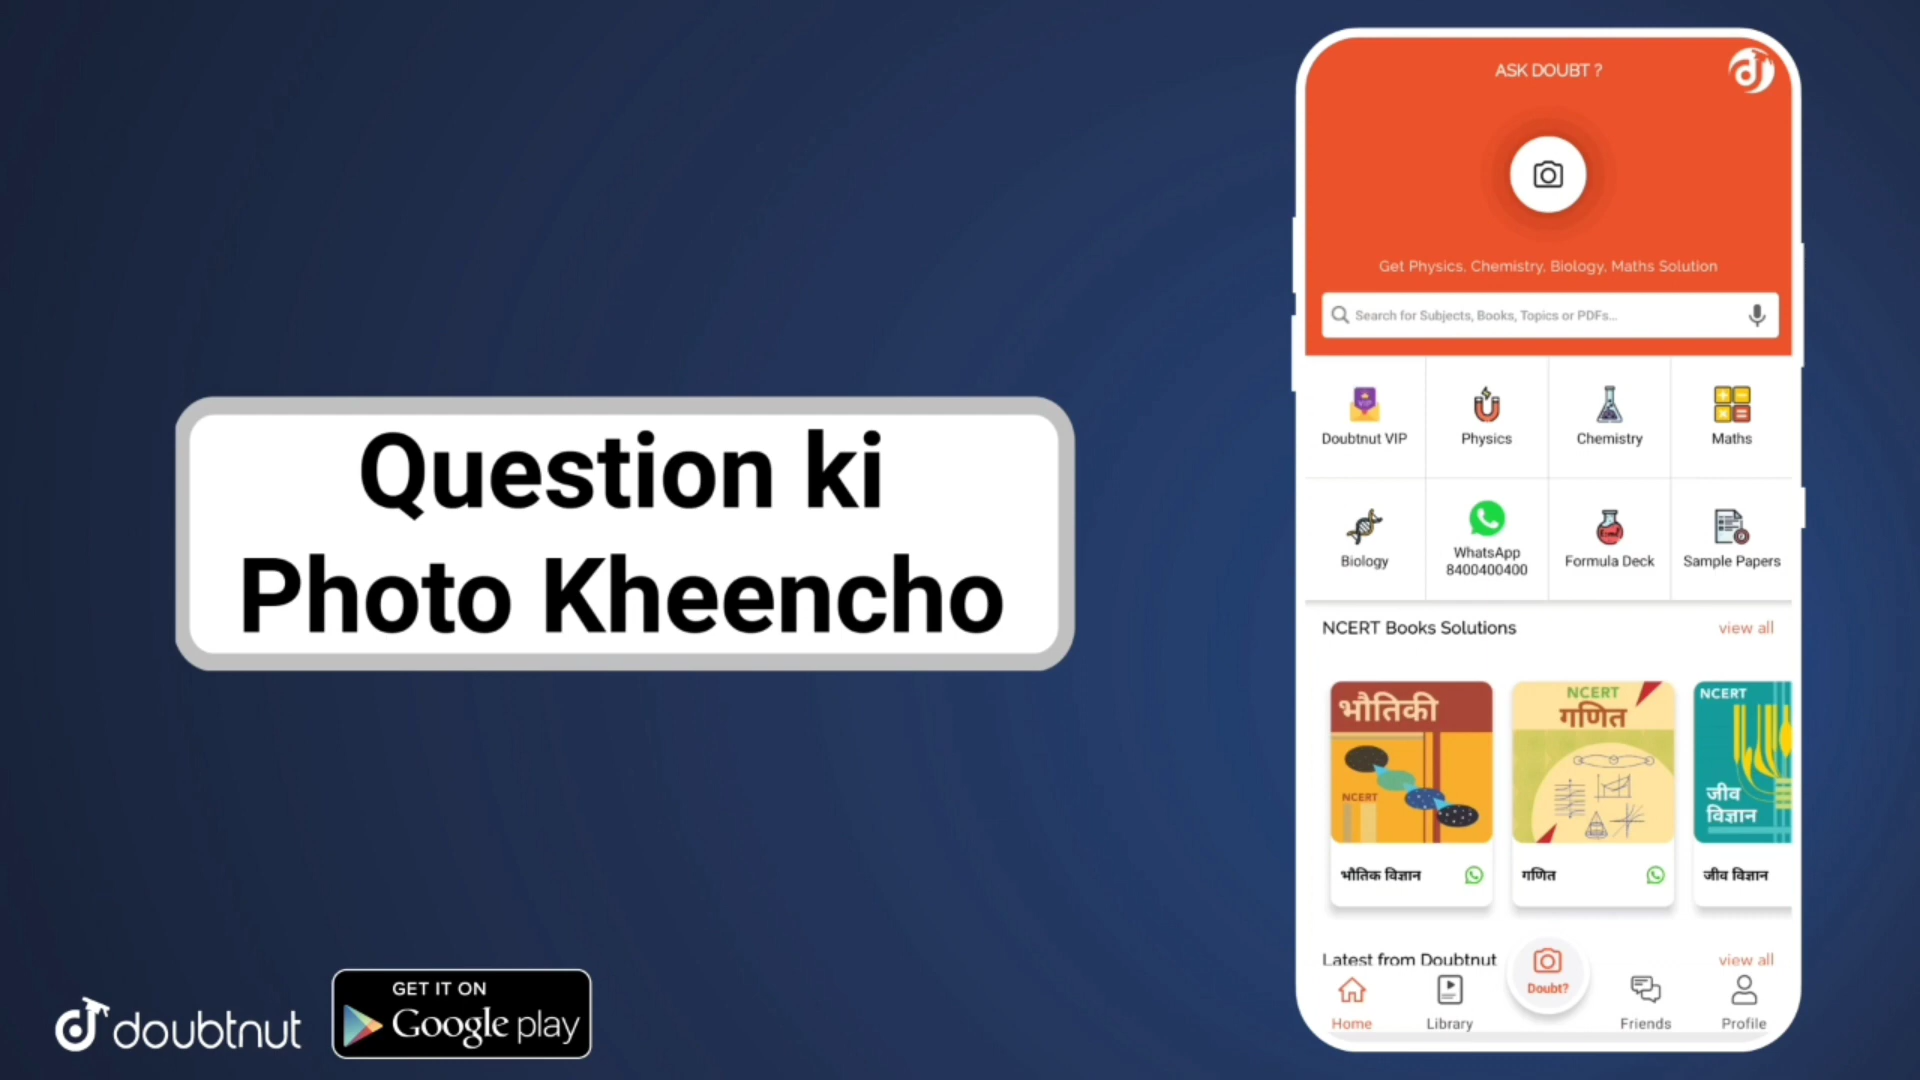 Question ki
Photo Kheencho
doubtnut
GET IT ON
Google play
ASK DOUBT ?
Get Physics, Chemistry, Biology, Maths Solution
Search for Subjects, Books, Topics or PDFs...
Doubtnut VIP
Physics
Chemistry
Maths
Biology
WhatsApp
8400400400
Formula Deck
Sample Papers
NCERT Books Solutions
view all
भौतिकी
NCERT
भौतिक विज्ञान
NCERT
गणित
गणित
NCERT
जीव
विज्ञान
जीव विज्ञान
Latest from Doubtnut
view all
Home
Library
Doubt?
Friends
Profile